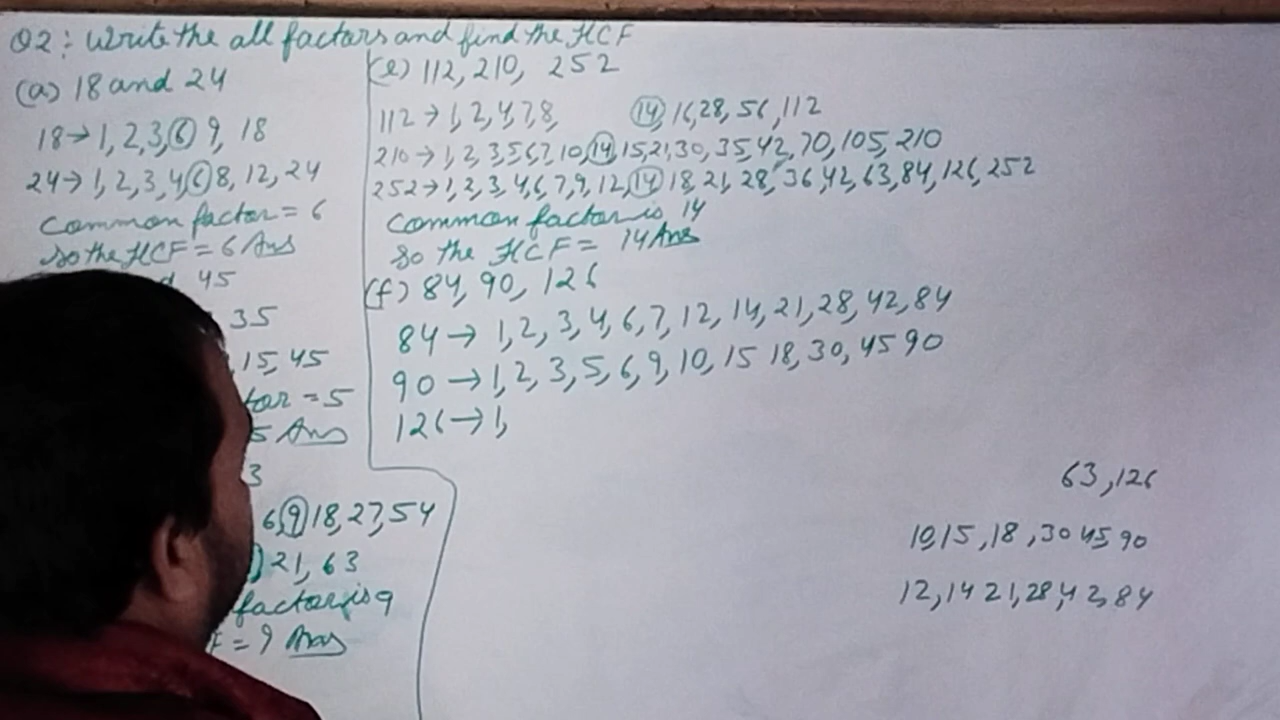 Q2: Write the all factors and find the HCF
(a) 18 and 24
18→ 1, 2, 3, 6 9, 18
24→ 1, 2, 3, 4, 6 8, 12, 24
Common factor = 6
so the HCF = 6 Ans
45
35
15, 45
tor = 5
5 Ans
3
6, 9 18, 27, 54
21, 63
factor is 9
F = 9 Ans
(e) 112, 210, 252
112 → 1, 2, 4, 7, 8, 14, 16, 28, 56, 112
210 → 1, 2, 3, 5, 6, 7, 10, 14, 15, 21, 30, 35, 42, 70, 105, 210
252→ 1, 2, 3, 4, 6, 7, 9, 12, 14 18, 21, 28, 36, 42, 63, 84, 126, 252
Common factor is 14
so the HCF = 14 Ans
(f) 84, 90, 126
84 → 1, 2, 3, 4, 6, 7, 12, 14, 21, 28, 42, 84
90 → 1, 2, 3, 5, 6, 9, 10, 15 18, 30, 45 90
126 → 1,
63, 126
10, 15, 18, 30 45, 90
12, 14 21, 28, 42, 84